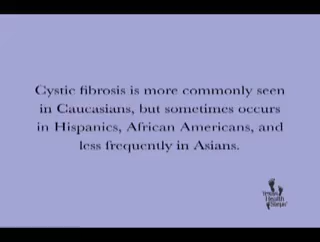 Cystic fibrosis is more commonly seen
in Caucasians, but sometimes occurs
in Hispanics, African Americans, and
less frequently in Asians.
Health